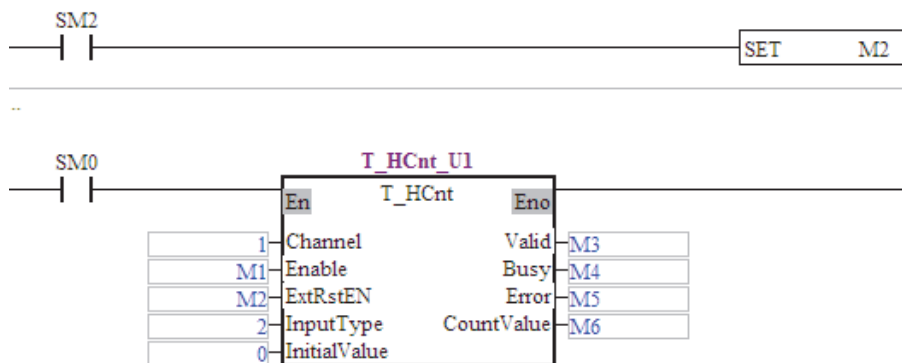 SM2
SET M2
SM0
T_HCnt_U1
En T_HCnt Eno
1 Channel Valid M3
M1 Enable Busy M4
M2 ExtRstEN Error M5
2 InputType CountValue M6
0 InitialValue